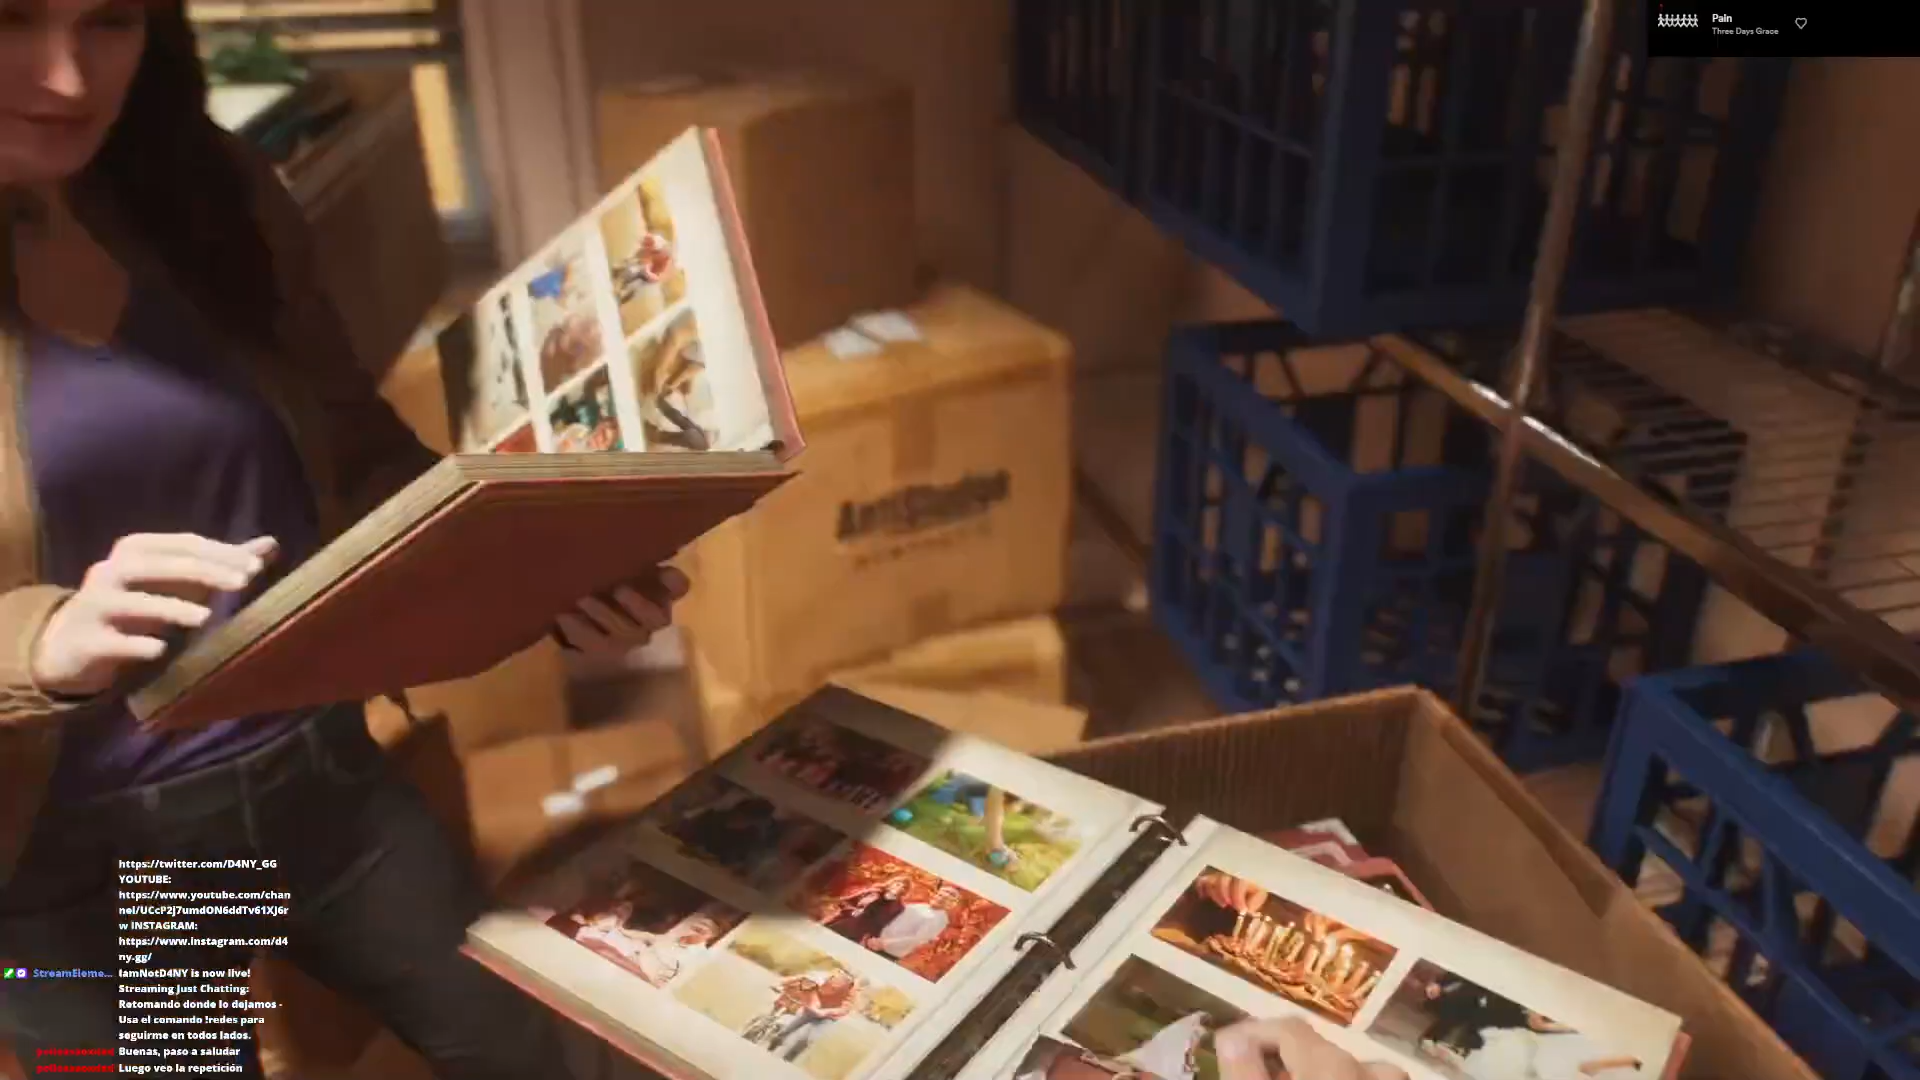 Pain
Three Days Grace
https://twitter.com/D4NY_GG
YOUTUBE:
https://www.youtube.com/chan
nel/UCcP2J7umdON6ddTv61XJ6r
w INSTAGRAM:
https://www.instagram.com/d4
ny.gg/
StreamEleme... IamNotD4NY is now live!
Streaming Just Chatting:
Retomando donde lo dejamos -
Usa el comando !redes para
seguirme en todos lados.
Buenas, paso a saludar
Luego veo la repetición